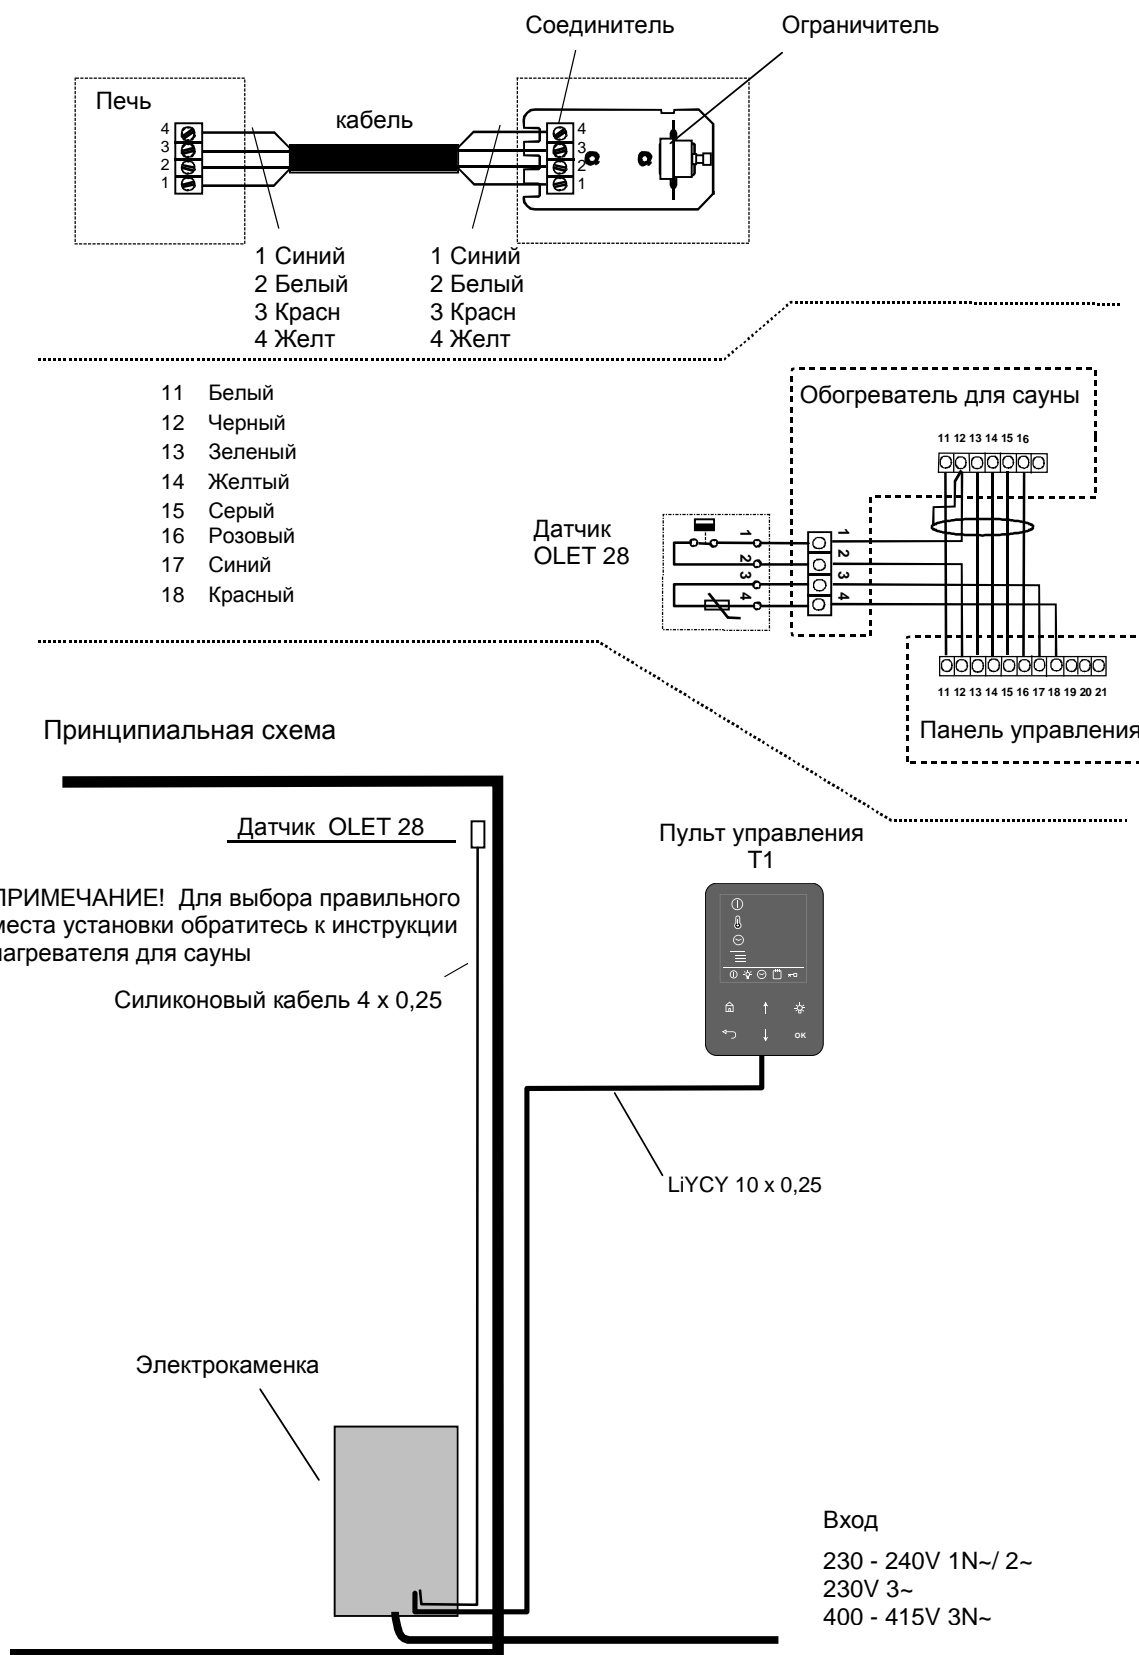 Соединитель
Ограничитель
Печь
кабель
4
3
2
1
4
3
2
1
1 Синий
2 Белый
3 Красн
4 Желт
1 Синий
2 Белый
3 Красн
4 Желт
11 Белый
12 Черный
13 Зеленый
14 Желтый
15 Серый
16 Розовый
17 Синий
18 Красный
Обогреватель для сауны
11 12 13 14 15 16
Датчик
OLET 28
1
2
3
4
1
2
3
4
11 12 13 14 15 16 17 18 19 20 21
Панель управления
Принципиальная схема
Датчик OLET 28
ПРИМЕЧАНИЕ! Для выбора правильного
места установки обратитесь к инструкции
нагревателя для сауны
Силиконовый кабель 4 x 0,25
Пульт управления
T1
OK
LiYCY 10 x 0,25
Электрокаменка
Вход
230 - 240V 1N~/ 2~
230V 3~
400 - 415V 3N~